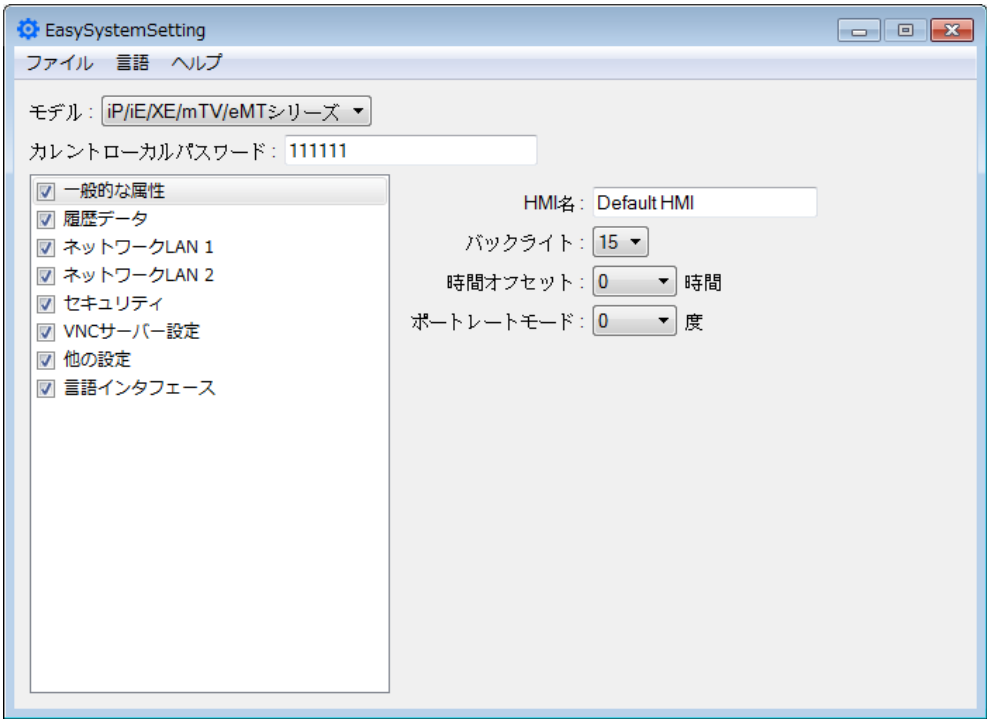 EasySystemSetting
ファイル 言語 ヘルプ
モデル : iP/iE/XE/mTV/eMTシリーズ
カレントローカルパスワード : 111111
一般的な属性
履歴データ
ネットワークLAN 1
ネットワークLAN 2
セキュリティ
VNCサーバー設定
他の設定
言語インタフェース
HMI名 : Default HMI
バックライト : 15
時間オフセット : 0 時間
ポートレートモード : 0 度